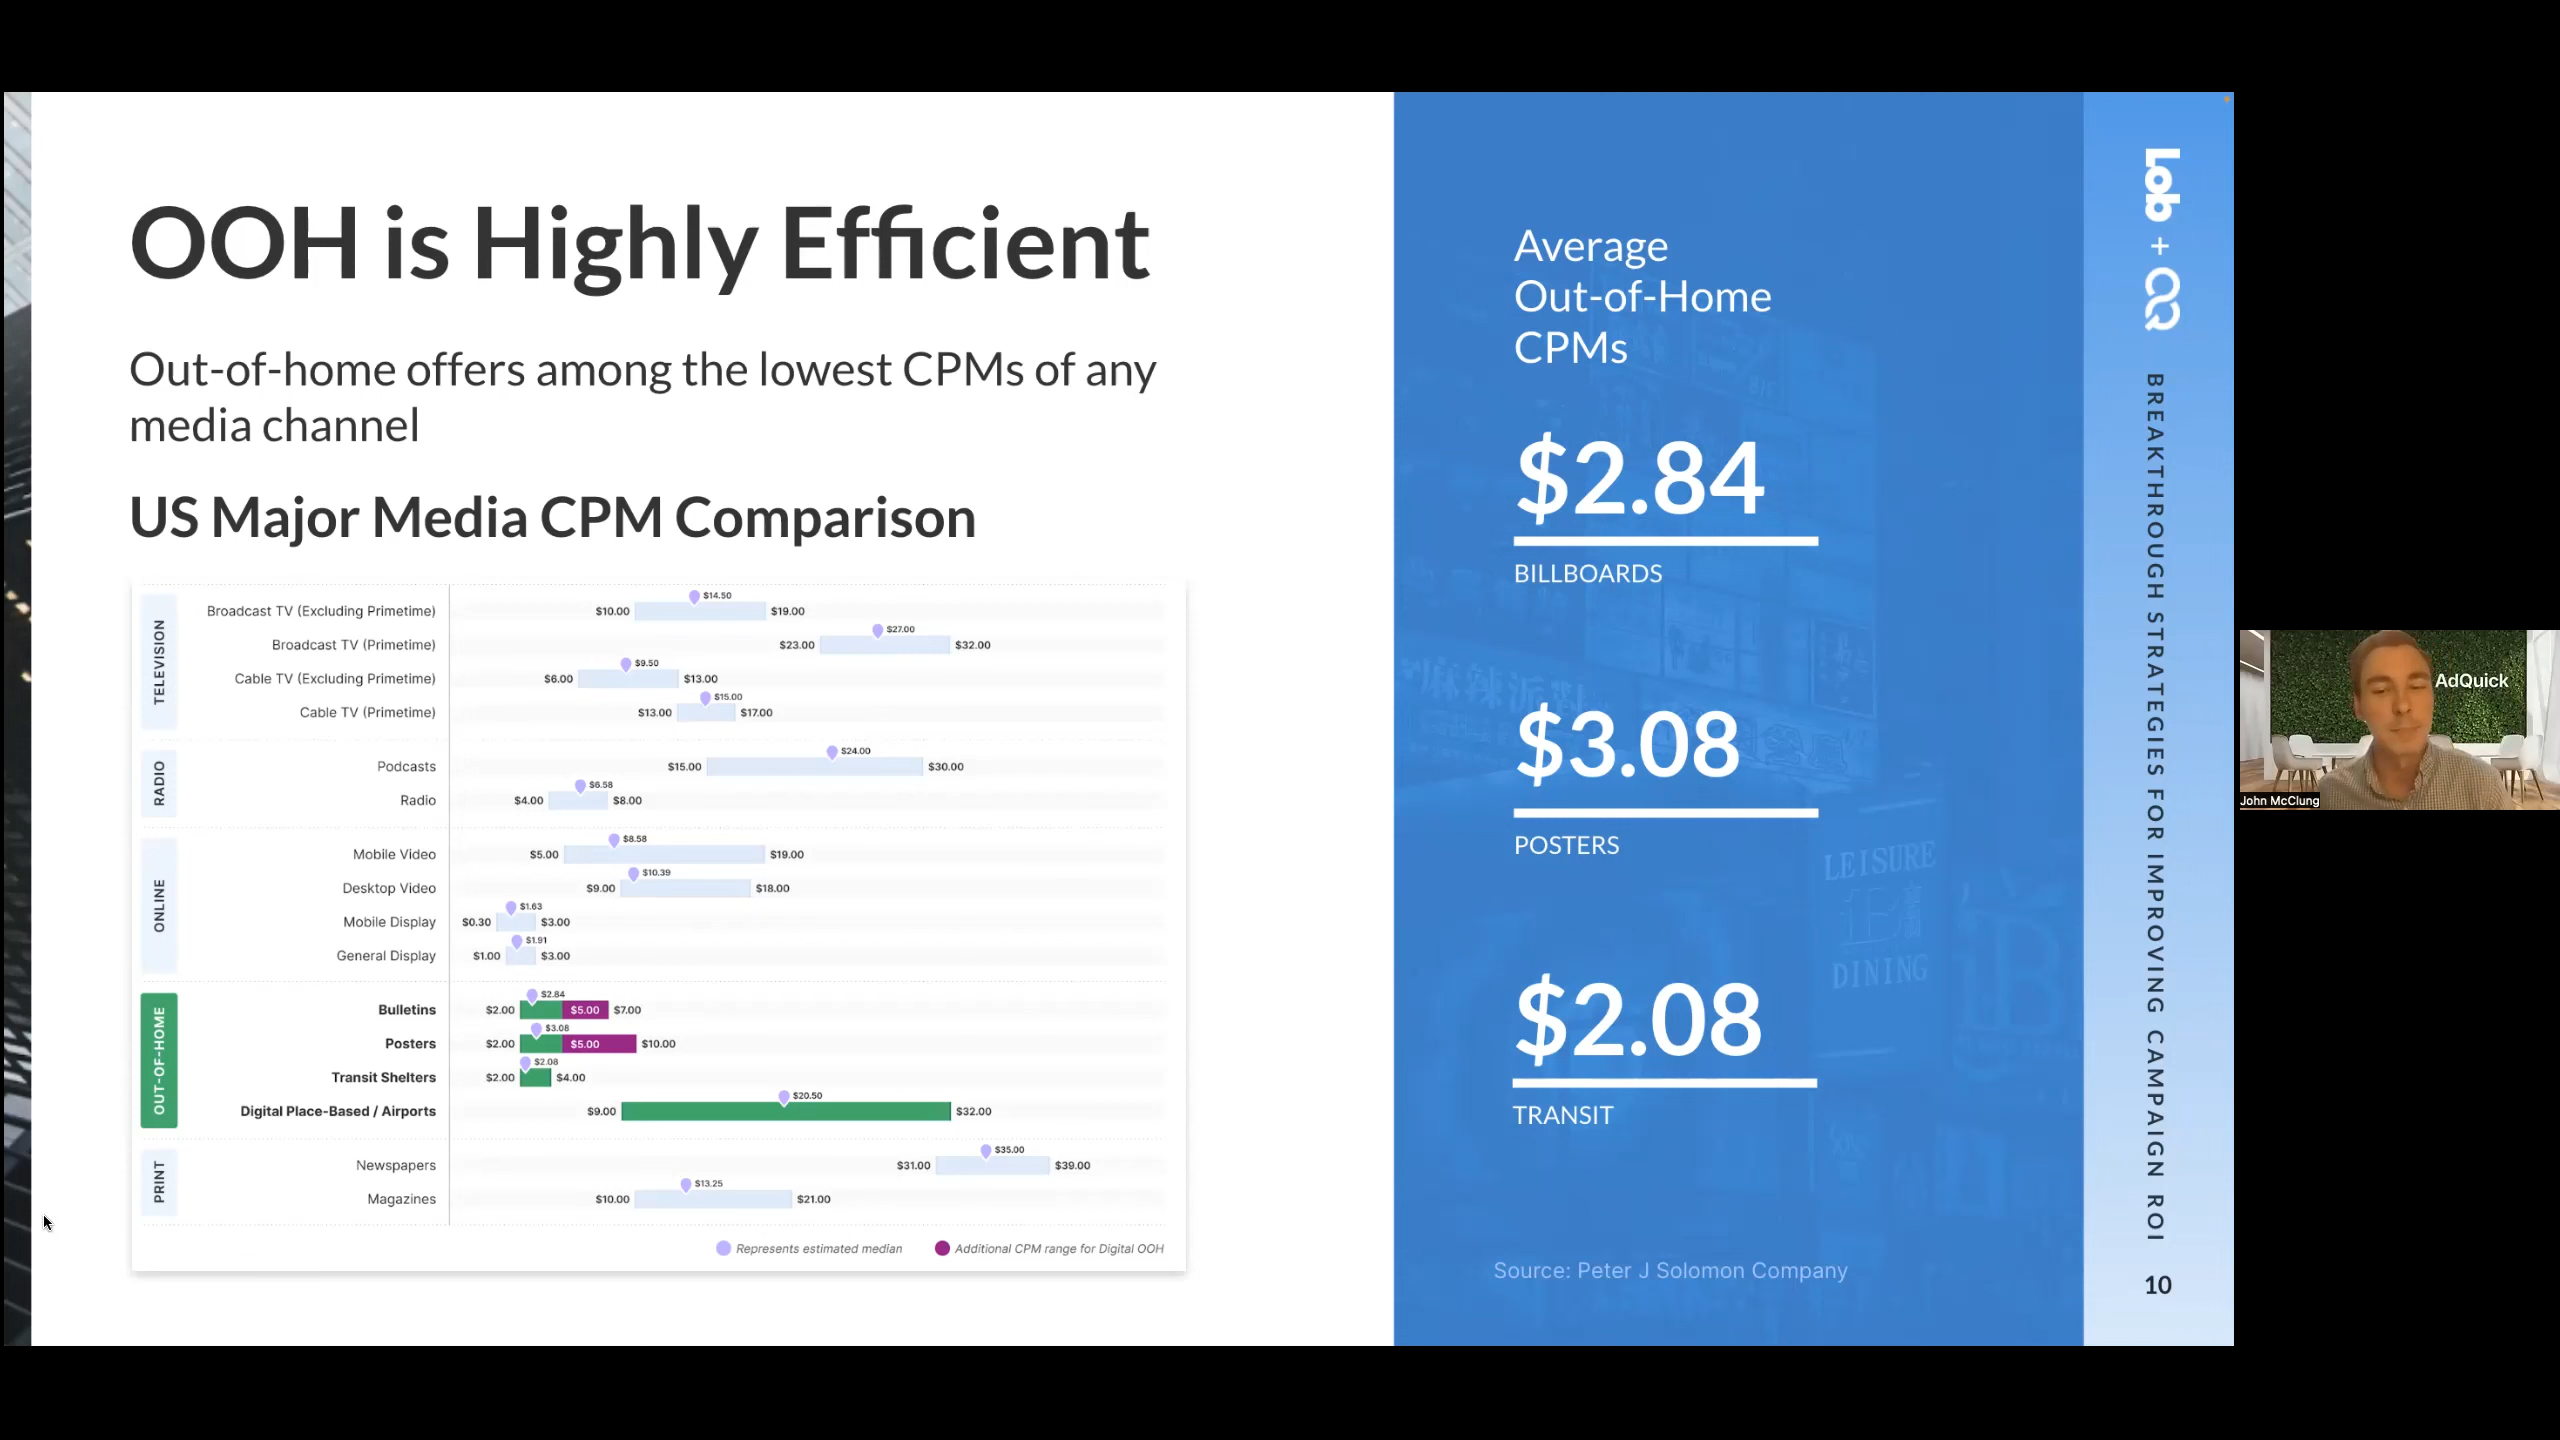 OOH is Highly Efficient
Out-of-home offers among the lowest CPMs of any
media channel
US Major Media CPM Comparison
TELEVISION
Broadcast TV (Excluding Primetime) $10.00 $14.50 $19.00
Broadcast TV (Primetime) $23.00 $27.00 $32.00
Cable TV (Excluding Primetime) $6.00 $9.50 $13.00
Cable TV (Primetime) $13.00 $15.00 $17.00
RADIO
Podcasts $15.00 $24.00 $30.00
Radio $4.00 $6.58 $8.00
ONLINE
Mobile Video $5.00 $8.58 $19.00
Desktop Video $9.00 $10.39 $18.00
Mobile Display $0.30 $1.63 $3.00
General Display $1.00 $1.91 $3.00
OUT-OF-HOME
Bulletins $2.00 $2.84 $5.00 $7.00
Posters $2.00 $3.08 $5.00 $10.00
Transit Shelters $2.00 $2.08 $4.00
Digital Place-Based / Airports $9.00 $20.50 $32.00
PRINT
Newspapers $31.00 $35.00 $39.00
Magazines $10.00 $13.25 $21.00
Represents estimated median
Additional CPM range for Digital OOH
Average
Out-of-Home
CPMs
$2.84
BILLBOARDS
$3.08
POSTERS
$2.08
TRANSIT
LEISURE
DINING
Source: Peter J Solomon Company
Lob +
BREAKTHROUGH STRATEGIES FOR IMPROVING CAMPAIGN ROI
10
AdQuick
John McClung